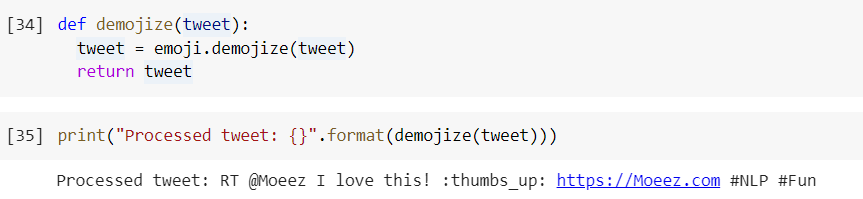 [34] def demojize(tweet):
tweet = emoji.demojize(tweet)
return tweet
[35] print("Processed tweet: {}".format(demojize(tweet)))
Processed tweet: RT @Moeez I love this! :thumbs_up: https://Moeez.com #NLP #Fun